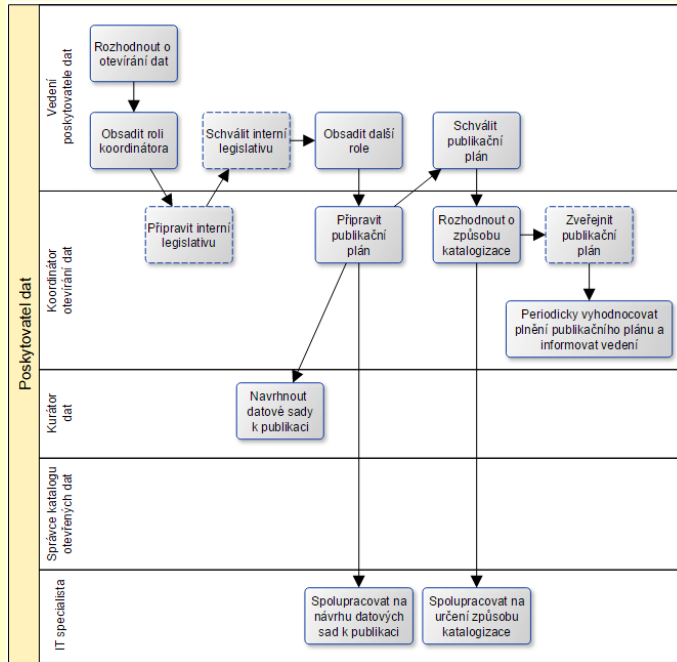 Poskytovatel dat
Vedení
poskytovatele dat
Rozhodnout o
otevírání dat
Obsadit roli
koordinátora
Schválit interní
legislativu
Obsadit další
role
Schválit
publikační
plán
Koordinátor
otevírání dat
Připravit interní
legislativu
Připravit
publikační
plán
Rozhodnout o
způsobu
katalogizace
Zveřejnit
publikační
plán
Periodicky vyhodnocovat
plnění publikačního plánu a
informovat vedení
Kurátor
dat
Navrhnout
datové sady
k publikaci
Správce katalogu
otevřených dat
IT specialista
Spolupracovat na
návrhu datových
sad k publikaci
Spolupracovat na
určení způsobu
katalogizace